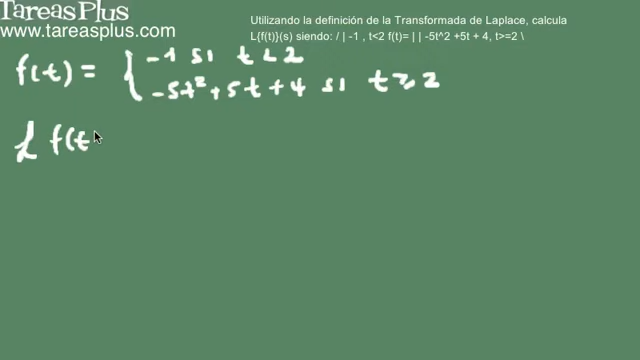 TareasPlus
www.tareasplus.com
Utilizando la definición de la Transformada de Laplace, calcula
L{f(t)}(s) siendo: / | -1 , t<2 f(t)= | | -5t^2 +5t + 4, t>=2 \
f(t) = { -1 si t < 2
-5t² + 5t + 4 si t ≥ 2
ℒ f(t